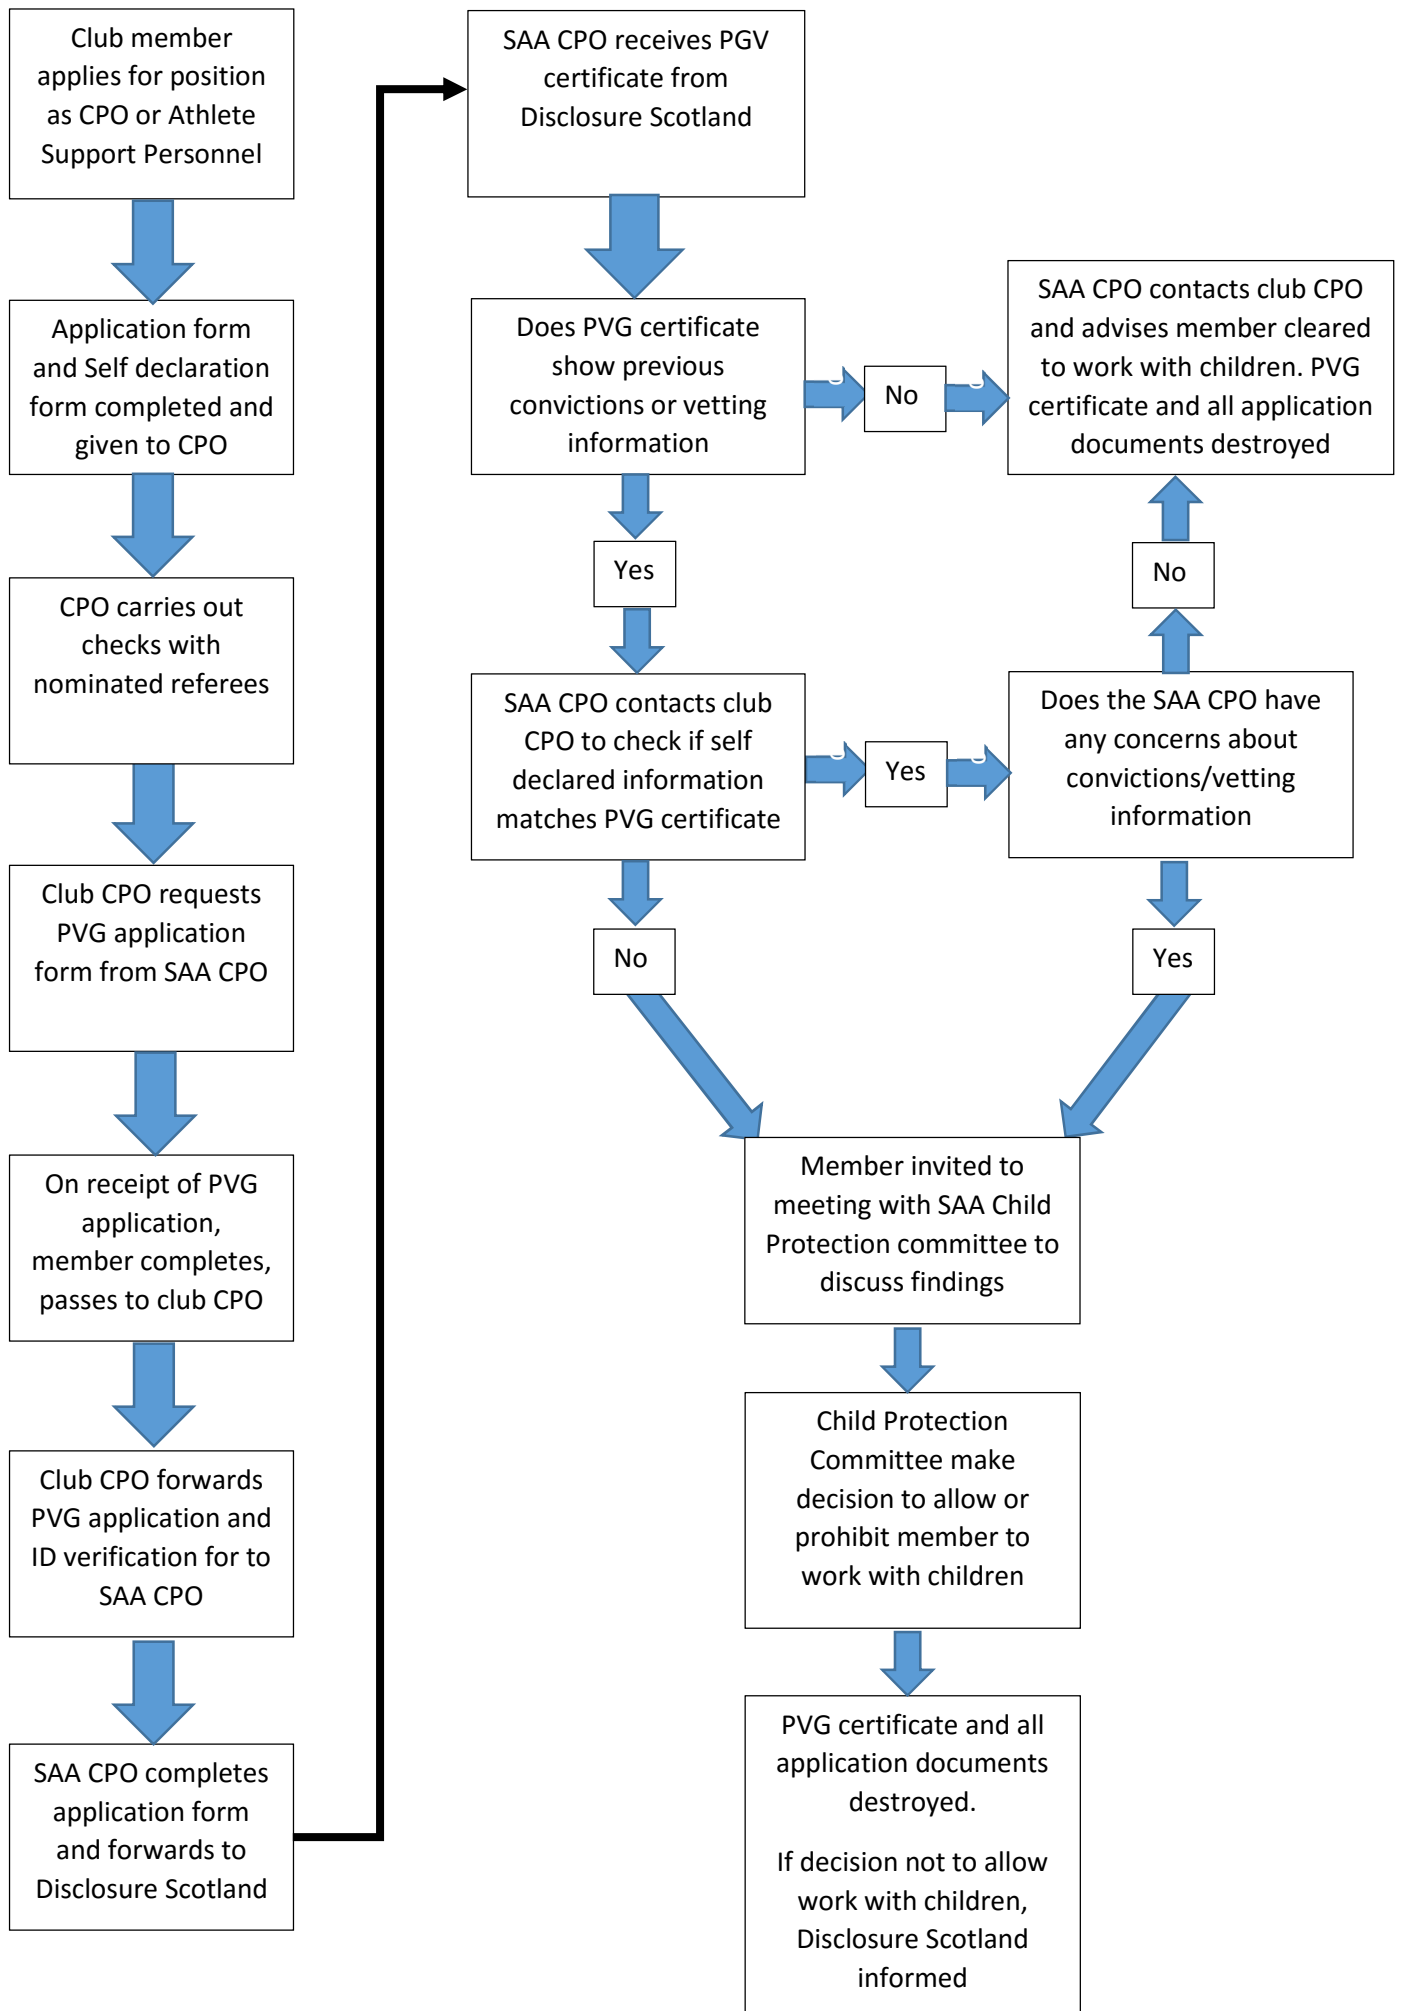 Club member
applies for position
as CPO or Athlete
Support Personnel
Application form
and Self declaration
form completed and
given to CPO
CPO carries out
checks with
nominated referees
Club CPO requests
PVG application
form from SAA CPO
On receipt of PVG
application,
member completes,
passes to club CPO
Club CPO forwards
PVG application and
ID verification for to
SAA CPO
SAA CPO completes
application form
and forwards to
Disclosure Scotland
SAA CPO receives PGV
certificate from
Disclosure Scotland
Does PVG certificate
show previous
convictions or vetting
information
No
SAA CPO contacts club CPO
and advises member cleared
to work with children. PVG
certificate and all application
documents destroyed
Yes
No
SAA CPO contacts club
CPO to check if self
declared information
matches PVG certificate
Yes
Does the SAA CPO have
any concerns about
convictions/vetting
information
No
Yes
Member invited to
meeting with SAA Child
Protection committee to
discuss findings
Child Protection
Committee make
decision to allow or
prohibit member to
work with children
PVG certificate and all
application documents
destroyed.
If decision not to allow
work with children,
Disclosure Scotland
informed